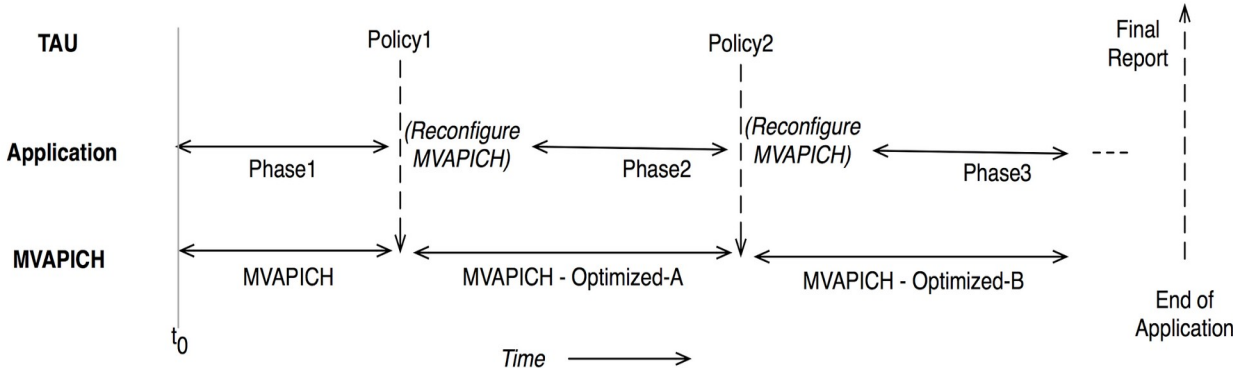 TAU
Policy1
Policy2
Final
Report
Application
Phase1
(Reconfigure
MVAPICH)
Phase2
(Reconfigure
MVAPICH)
Phase3
MVAPICH
MVAPICH
MVAPICH - Optimized-A
MVAPICH - Optimized-B
End of
Application
t0
Time